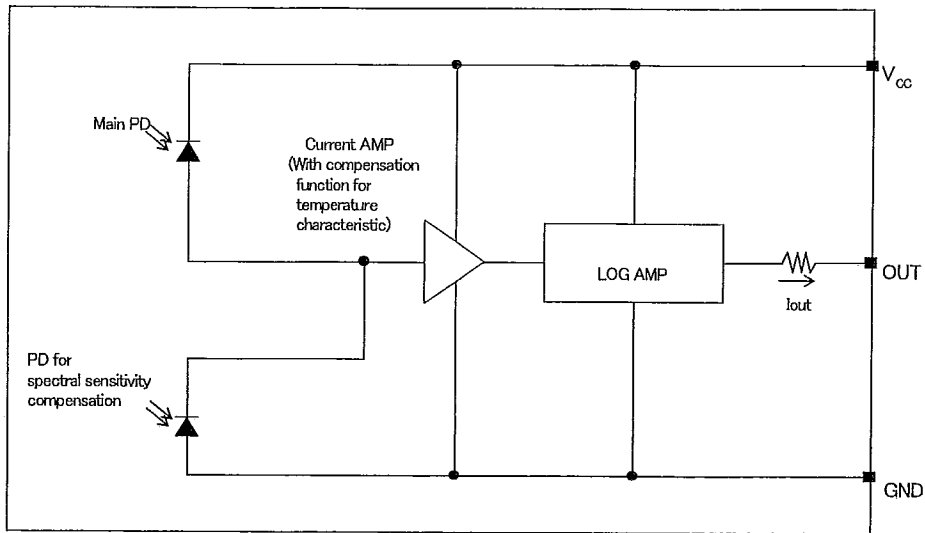 V_CC
Main PD
Current AMP
(With compensation
function for
temperature
characteristic)
LOG AMP
OUT
Iout
PD for
spectral sensitivity
compensation
GND